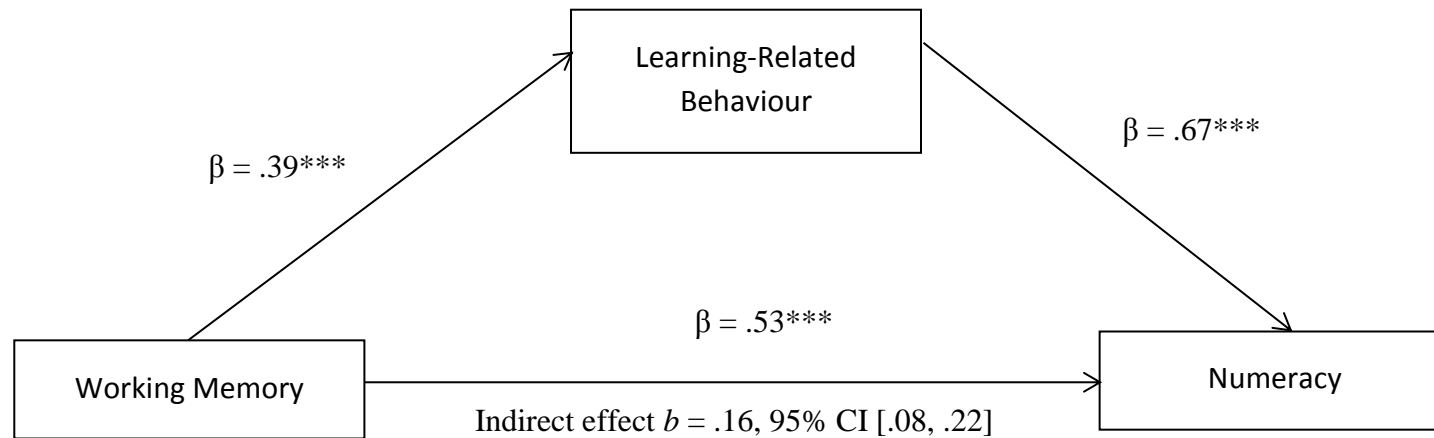 Learning-Related
Behaviour
β = .39***
β = .67***
β = .53***
Working Memory
Numeracy
Indirect effect b = .16, 95% CI [.08, .22]